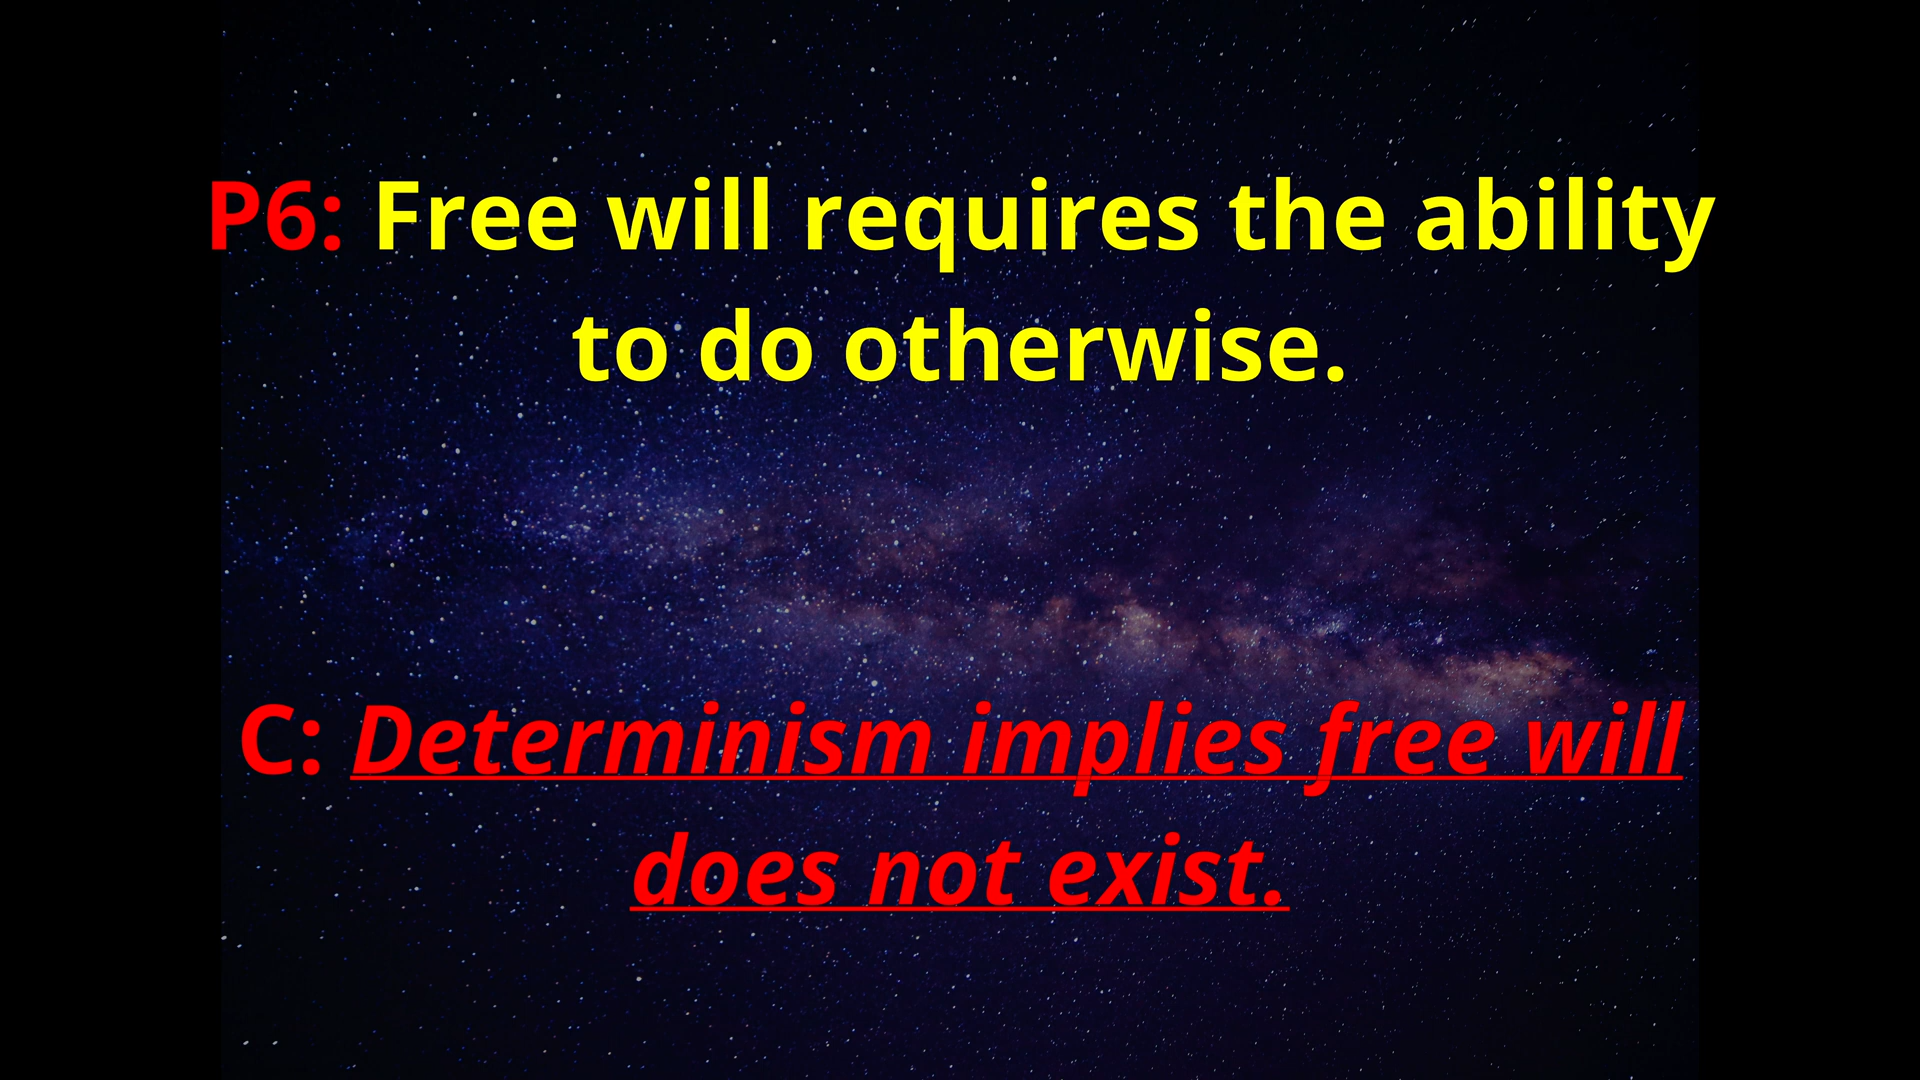 P6: Free will requires the ability
to do otherwise.
C: Determinism implies free will
does not exist.